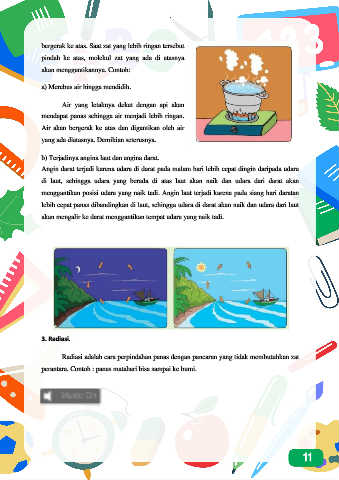 bergerak ke atas. Saat zat yang lebih ringan tersebut
pindah ke atas, molekul zat yang ada di atasnya
akan menggantikannya. Contoh:
a) Merebus air hingga mendidih.
Air yang letaknya dekat dengan api akan
mendapat panas sehingga air menjadi lebih ringan.
Air akan bergerak ke atas dan digantikan oleh air
yang ada diatasnya. Demikian seterusnya.
b) Terjadinya angina laut dan angina darat.
Angin darat terjadi karena udara di darat pada malam hari lebih cepat dingin daripada udara
di laut, sehingga udara yang berada di atas laut akan naik dan udara dari darat akan
menggantikan posisi udara yang naik tadi. Angin laut terjadi karena pada siang hari daratan
lebih cepat panas dibandingkan di laut, sehingga udara di darat akan naik dan udara dari laut
akan mengalir ke darat menggantikan tempat udara yang naik tadi.
3. Radiasi.
Radiasi adalah cara perpindahan panas dengan pancaran yang tidak membutuhkan zat
perantara. Contoh : panas matahari bisa sampai ke bumi.
Music On
11